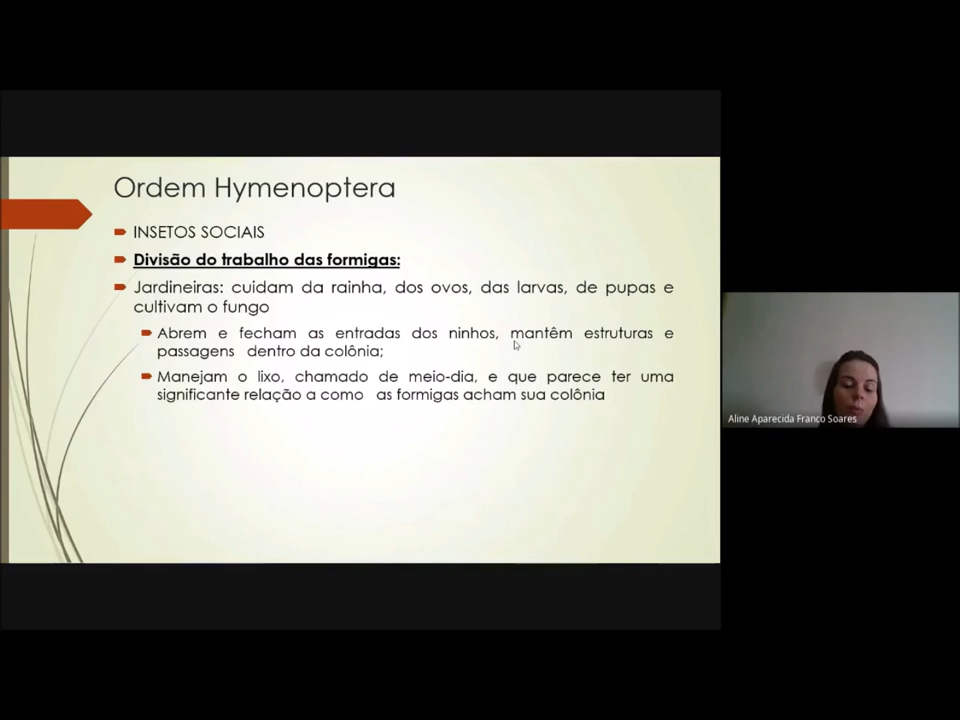 Ordem Hymenoptera
INSETOS SOCIAIS
Divisão do trabalho das formigas:
Jardineiras: cuidam da rainha, dos ovos, das larvas, de pupas e
cultivam o fungo
Abrem e fecham as entradas dos ninhos, mantêm estruturas e
passagens dentro da colônia;
Manejam o lixo, chamado de meio-dia, e que parece ter uma
significante relação a como as formigas acham sua colônia
Aline Aparecida Franco Soares